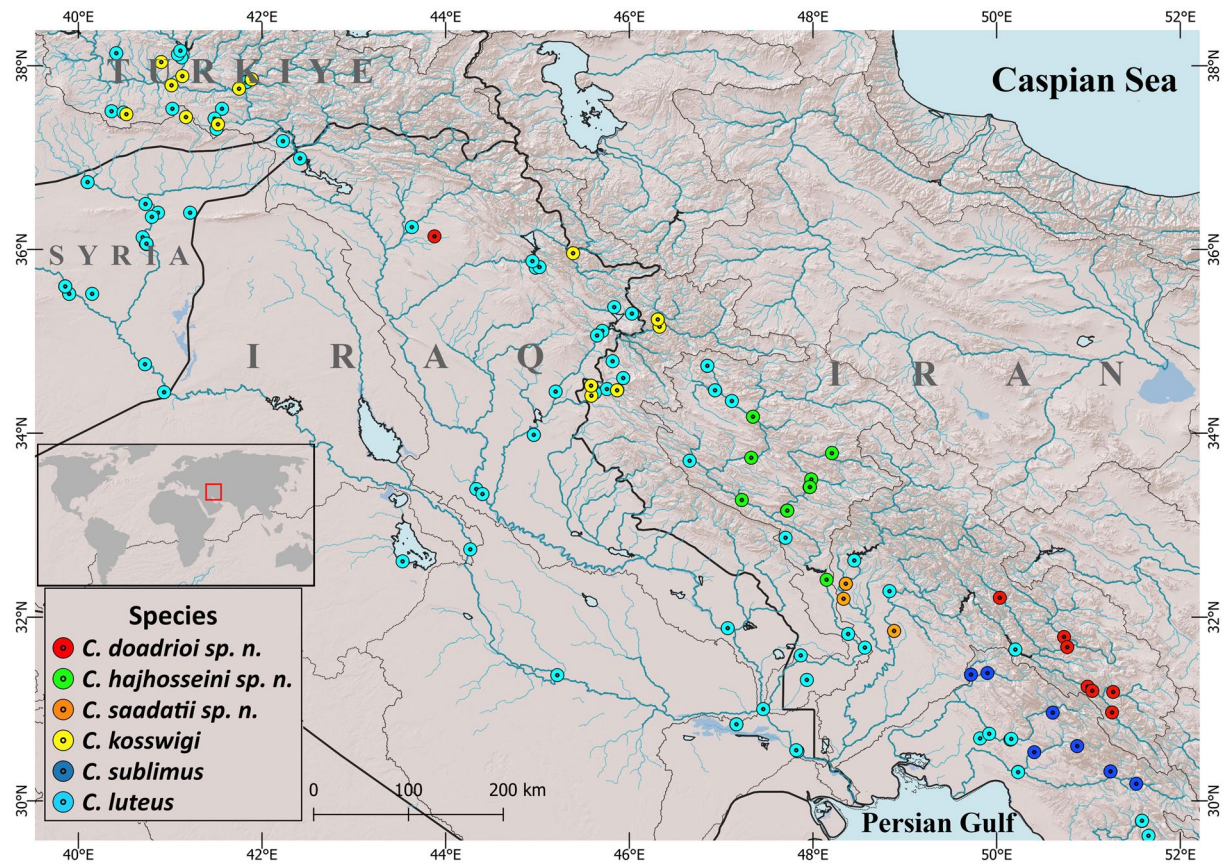 40°E 42°E 44°E 46°E 48°E 50°E 52°E
38°N 38°N
TURKIYE
Caspian Sea
36°N 36°N
SYRIA
IRAQ
IRAN
34°N 34°N
32°N 32°N
Species
C. doadrioi sp. n.
C. hajhosseini sp. n.
C. saadatii sp. n.
C. kosswigi
C. sublimus
C. luteus
0 100 200 km
30°N 30°N
Persian Gulf
40°E 42°E 44°E 46°E 48°E 50°E 52°E